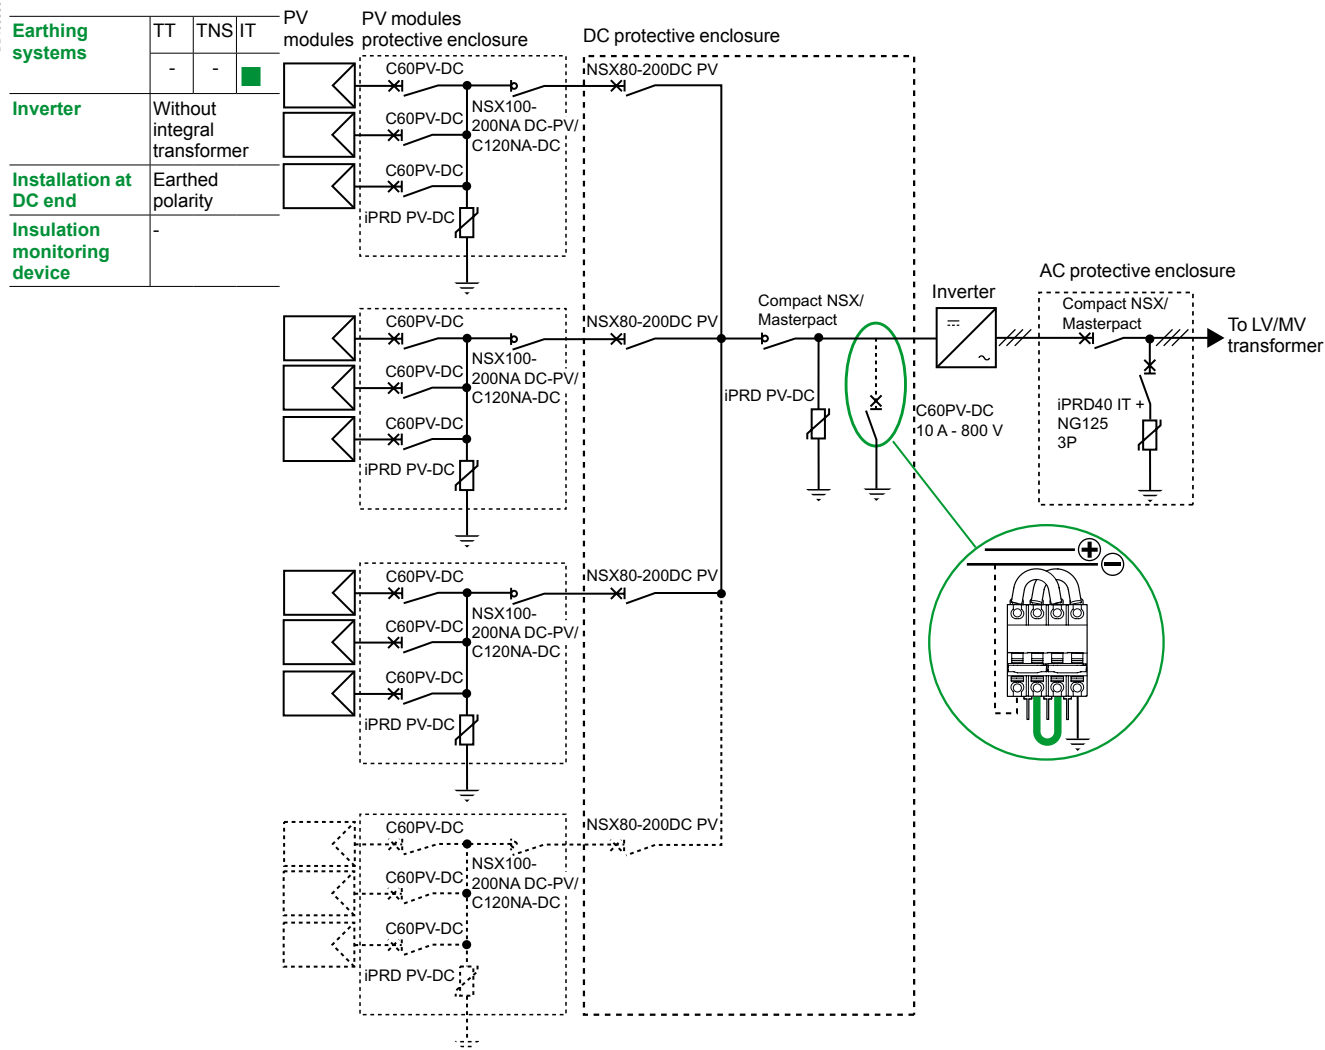 Earthing
systems
TT
TNS
IT
-
-
Inverter
Without
integral
transformer
Installation at
DC end
Earthed
polarity
Insulation
monitoring
device
-
PV
modules
PV modules
protective enclosure
DC protective enclosure
C60PV-DC
NSX100-
200NA DC-PV/
C120NA-DC
C60PV-DC
C60PV-DC
iPRD PV-DC
NSX80-200DC PV
C60PV-DC
NSX100-
200NA DC-PV/
C120NA-DC
C60PV-DC
C60PV-DC
iPRD PV-DC
NSX80-200DC PV
C60PV-DC
NSX100-
200NA DC-PV/
C120NA-DC
C60PV-DC
C60PV-DC
iPRD PV-DC
NSX80-200DC PV
C60PV-DC
NSX100-
200NA DC-PV/
C120NA-DC
C60PV-DC
C60PV-DC
iPRD PV-DC
NSX80-200DC PV
Compact NSX/
Masterpact
iPRD PV-DC
C60PV-DC
10 A - 800 V
Inverter
AC protective enclosure
Compact NSX/
Masterpact
iPRD40 IT +
NG125
3P
To LV/MV
transformer
+
−